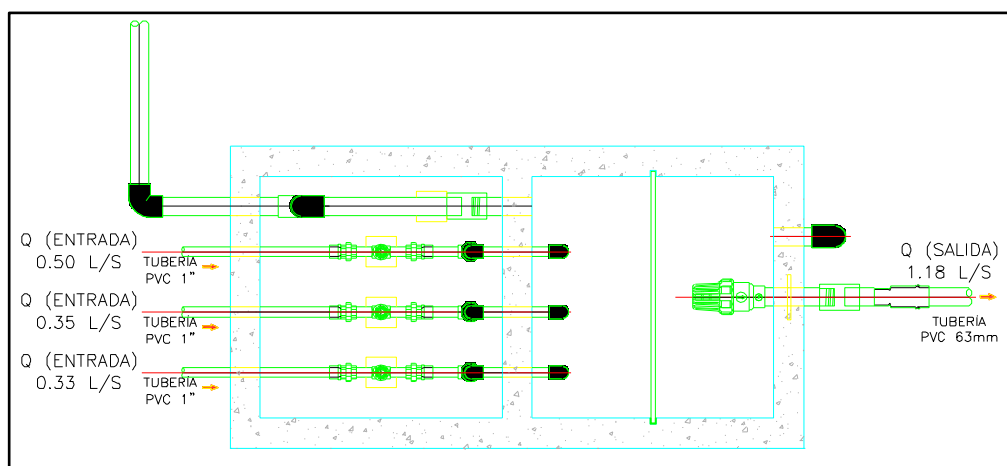 Q (ENTRADA)
0.50 L/S
TUBERÍA
PVC 1"
Q (ENTRADA)
0.35 L/S
TUBERÍA
PVC 1"
Q (ENTRADA)
0.33 L/S
TUBERÍA
PVC 1"
Q (SALIDA)
1.18 L/S
TUBERÍA
PVC 63mm